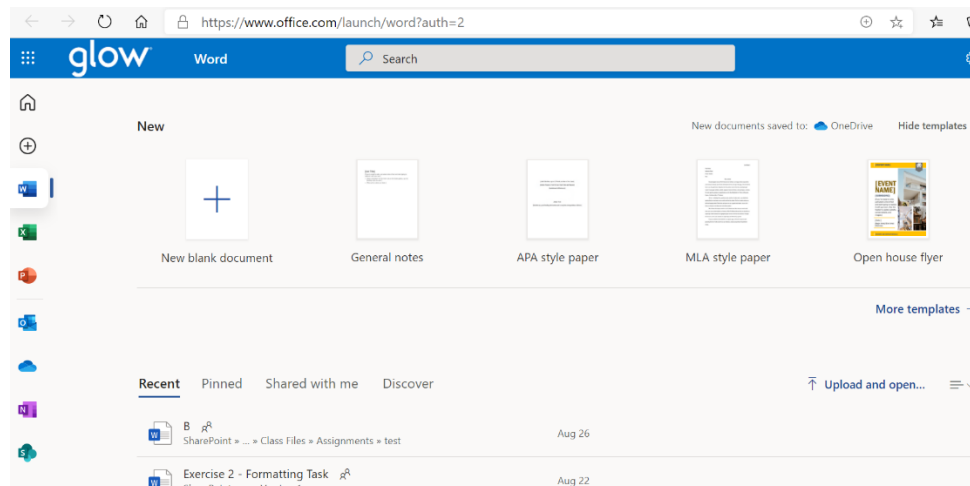 https://www.office.com/launch/word?auth=2
glow Word Search
New New documents saved to: OneDrive Hide templates
[EVENT NAME]
New blank document General notes APA style paper MLA style paper Open house flyer
More templates
Recent Pinned Shared with me Discover Upload and open...
B
SharePoint » ... » Class Files » Assignments » test Aug 26
Exercise 2 - Formatting Task
Aug 22